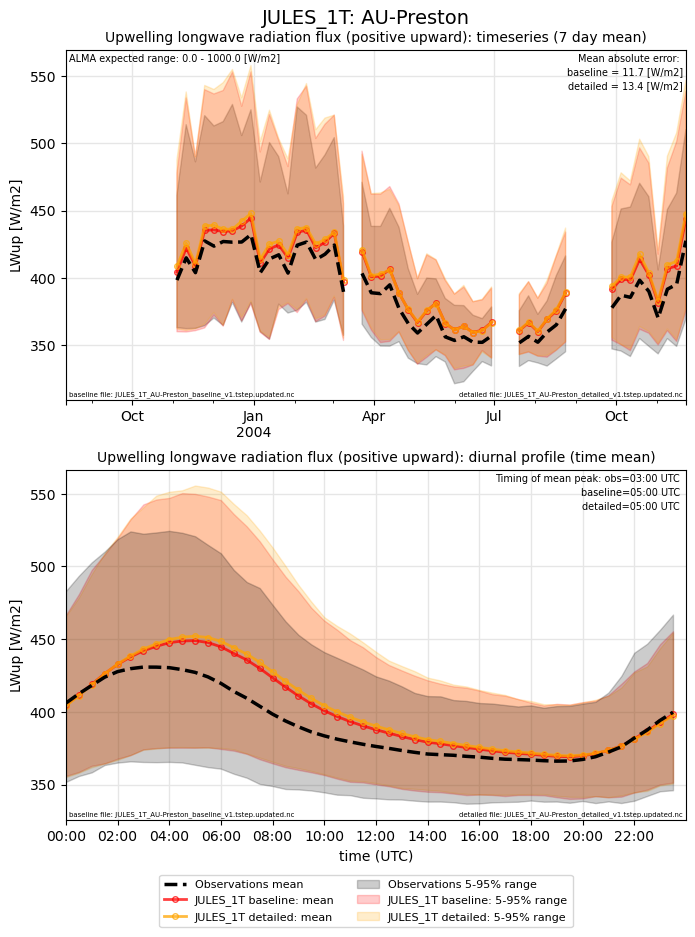 JULES_1T: AU-Preston
Upwelling longwave radiation flux (positive upward): timeseries (7 day mean)
ALMA expected range: 0.0 - 1000.0 [W/m2]
Mean absolute error:
baseline = 11.7 [W/m2]
detailed = 13.4 [W/m2]
550
500
450
400
350
LWup [W/m2]
baseline file: JULES_1T_AU-Preston_baseline_v1.tstep.updated.nc
detailed file: JULES_1T_AU-Preston_detailed_v1.tstep.updated.nc
Oct Jan Apr Jul Oct
2004
Upwelling longwave radiation flux (positive upward): diurnal profile (time mean)
Timing of mean peak: obs=03:00 UTC
baseline=05:00 UTC
detailed=05:00 UTC
550
500
450
400
350
LWup [W/m2]
baseline file: JULES_1T_AU-Preston_baseline_v1.tstep.updated.nc
detailed file: JULES_1T_AU-Preston_detailed_v1.tstep.updated.nc
00:00 02:00 04:00 06:00 08:00 10:00 12:00 14:00 16:00 18:00 20:00 22:00
time (UTC)
Observations mean
JULES_1T baseline: mean
JULES_1T detailed: mean
Observations 5-95% range
JULES_1T baseline: 5-95% range
JULES_1T detailed: 5-95% range